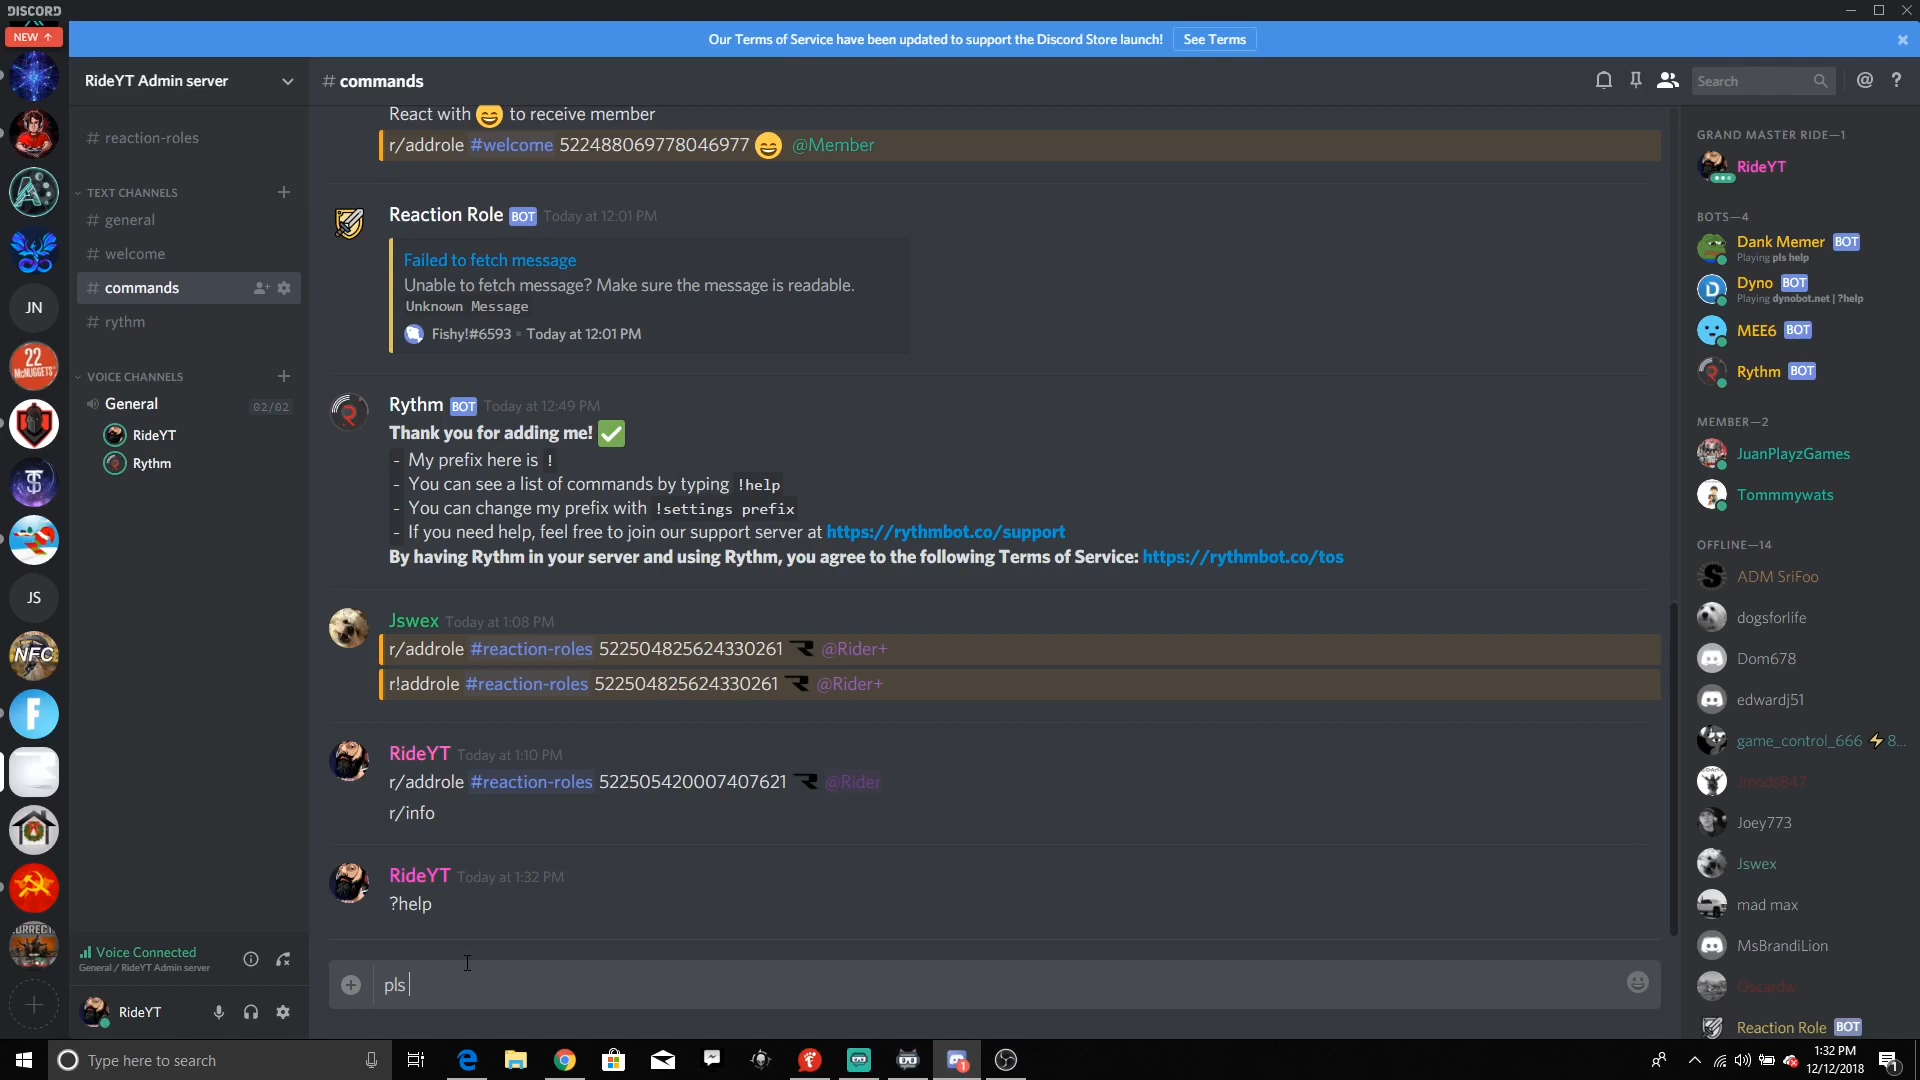 DISCORD
NEW ↑
Our Terms of Service have been updated to support the Discord Store launch! See Terms
RideYT Admin server
# commands
Search
# reaction-roles
TEXT CHANNELS
# general
# welcome
# commands
# rythm
VOICE CHANNELS
General 02/02
RideYT
Rythm
JN
22
McNUGGETS
JS
NFC
React with 😄 to receive member
r/addrole #welcome 522488069778046977 😄 @Member
Reaction Role BOT Today at 12:01 PM
Failed to fetch message
Unable to fetch message? Make sure the message is readable.
Unknown Message
Fishy!#6593 • Today at 12:01 PM
Rythm BOT Today at 12:49 PM
Thank you for adding me! ✅
- My prefix here is !
- You can see a list of commands by typing !help
- You can change my prefix with !settings prefix
- If you need help, feel free to join our support server at https://rythmbot.co/support
By having Rythm in your server and using Rythm, you agree to the following Terms of Service: https://rythmbot.co/tos
Jswex Today at 1:08 PM
r/addrole #reaction-roles 522504825624330261 @Rider+
r!addrole #reaction-roles 522504825624330261 @Rider+
RideYT Today at 1:10 PM
r/addrole #reaction-roles 522505420007407621 @Rider
r/info
RideYT Today at 1:32 PM
?help
pls
GRAND MASTER RIDE—1
RideYT
BOTS—4
Dank Memer BOT
Playing pls help
Dyno BOT
Playing dynobot.net | ?help
MEE6 BOT
Rythm BOT
MEMBER—2
JuanPlayzGames
Tommmywats
OFFLINE—14
ADM SriFoo
dogsforlife
Dom678
edwardj51
game_control_666 ⚡8...
Jmods847
Joey773
Jswex
mad max
MsBrandiLion
Oscardw
Reaction Role BOT
Voice Connected
General / RideYT Admin server
RideYT
Type here to search
1:32 PM
12/12/2018